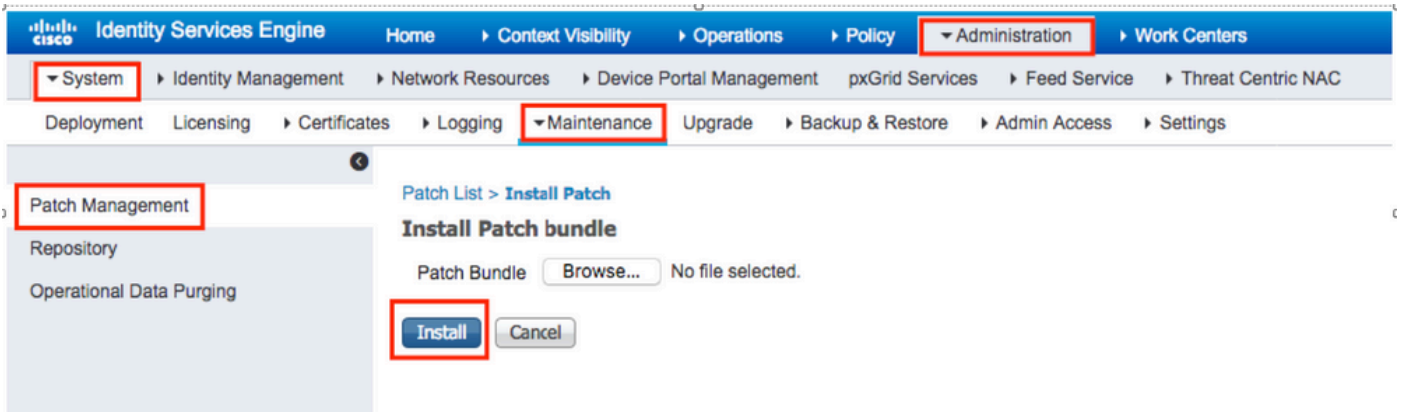 cisco Identity Services Engine Home Context Visibility Operations Policy Administration Work Centers
System Identity Management Network Resources Device Portal Management pxGrid Services Feed Service Threat Centric NAC
Deployment Licensing Certificates Logging Maintenance Upgrade Backup & Restore Admin Access Settings
Patch Management
Repository
Operational Data Purging
Patch List > Install Patch
Install Patch bundle
Patch Bundle Browse... No file selected.
Install Cancel